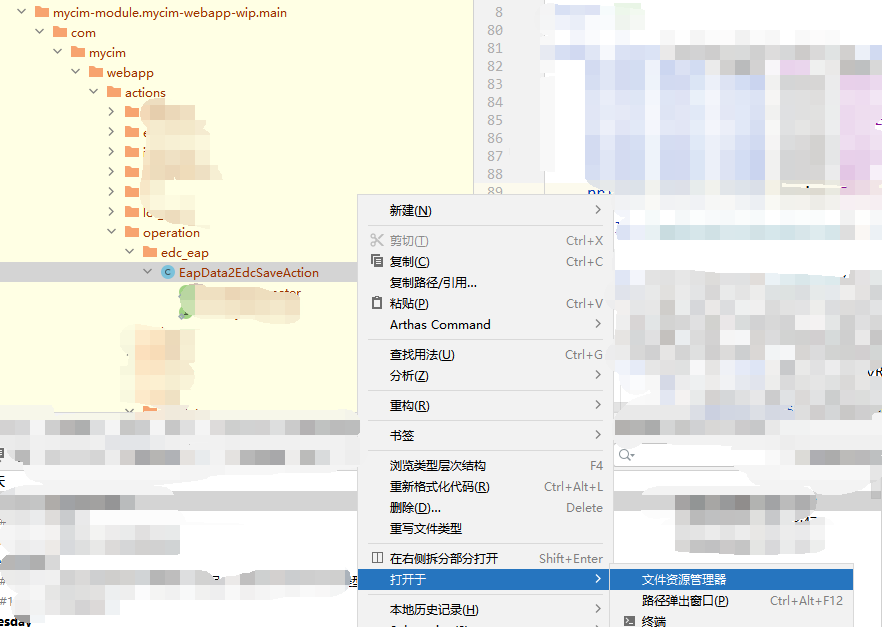 mycim-module.mycim-webapp-wip.main
com
mycim
webapp
actions
operation
edc_eap
EapData2EdcSaveAction
8
80
81
82
83
84
85
86
87
88
89
新建(N)
剪切(T) Ctrl+X
复制(C) Ctrl+C
复制路径/引用...
粘贴(P) Ctrl+V
Arthas Command
查找用法(U) Ctrl+G
分析(Z)
重构(R)
书签
浏览类型层次结构 F4
重新格式化代码(R) Ctrl+Alt+L
删除(D)... Delete
重写文件类型
在右侧拆分部分打开 Shift+Enter
打开于
本地历史记录(H)
文件资源管理器
路径弹出窗口(P) Ctrl+Alt+F12
终端